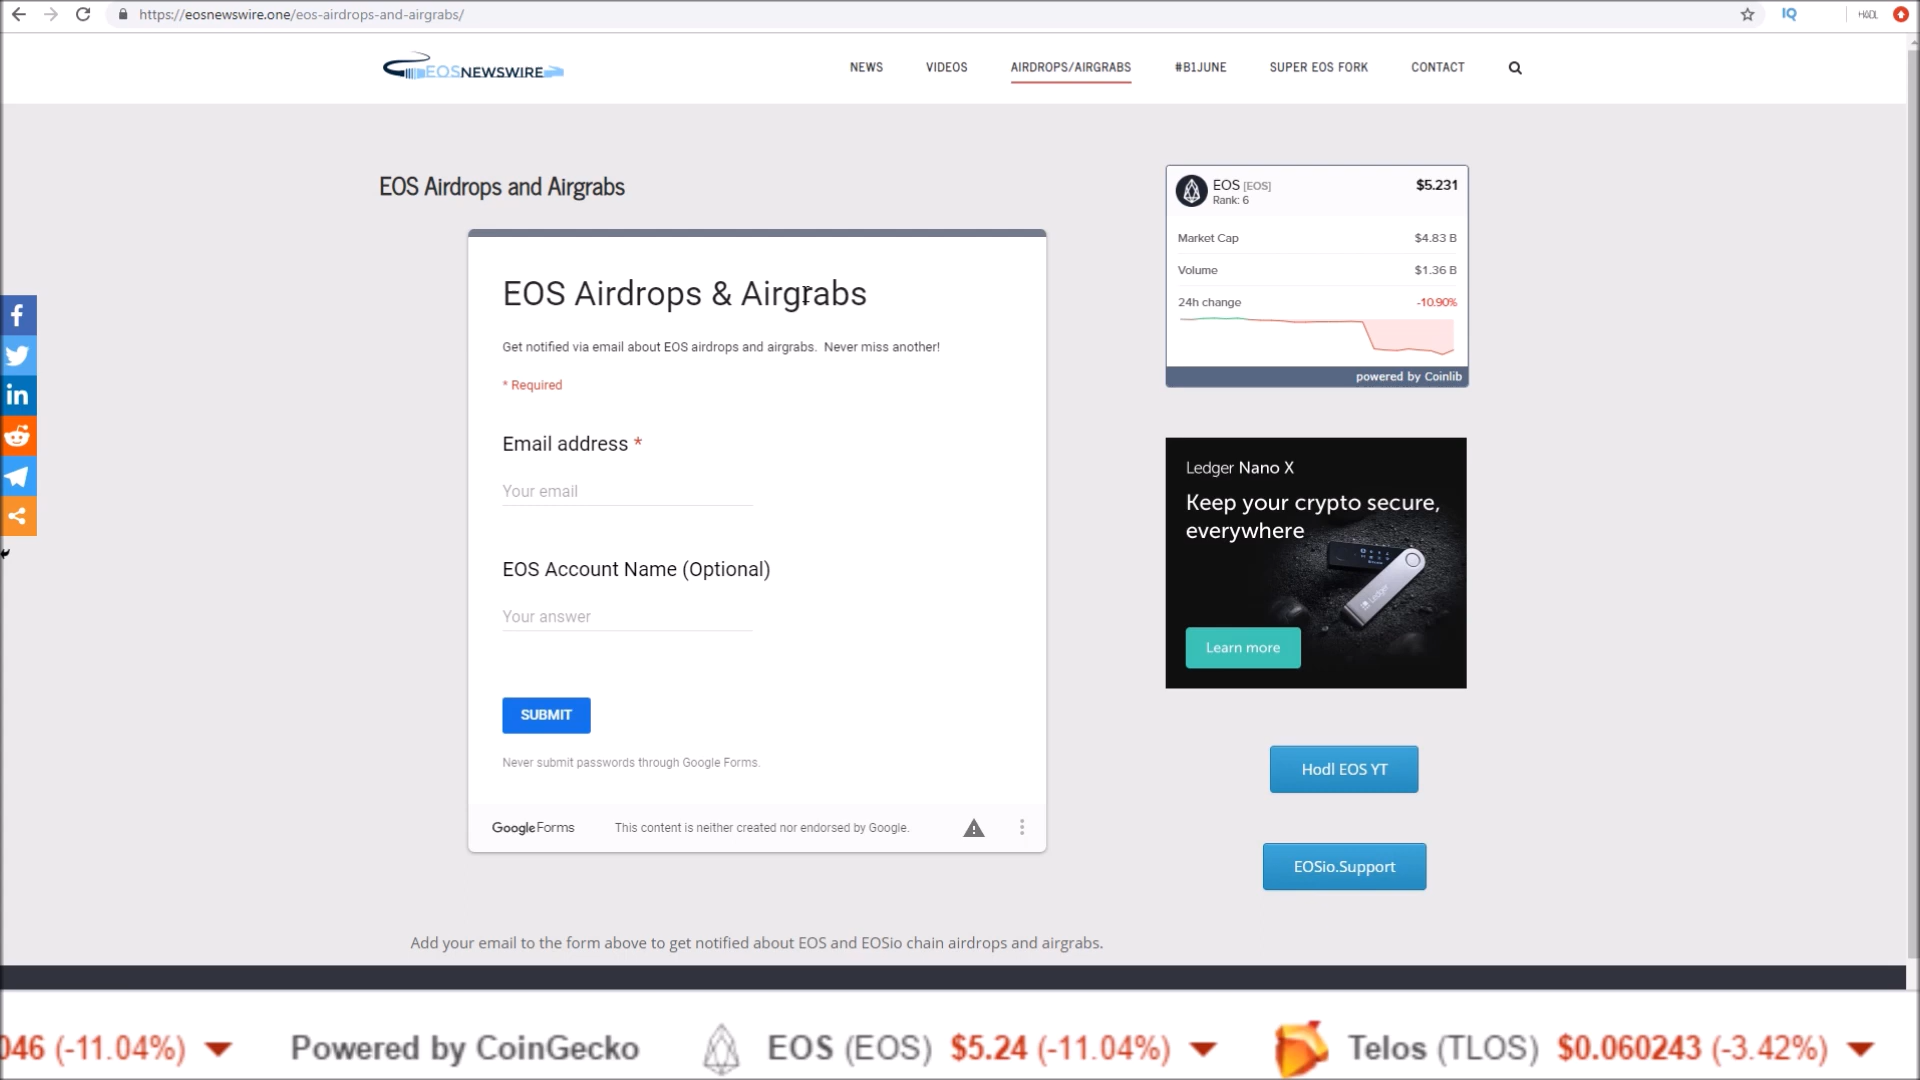 https://eosnewswire.one/eos-airdrops-and-airgrabs/
IQ
HODL
EOSNEWSWIRE
NEWS VIDEOS AIRDROPS/AIRGRABS #B1JUNE SUPER EOS FORK CONTACT
EOS Airdrops and Airgrabs
EOS Airdrops & Airgrabs
Get notified via email about EOS airdrops and airgrabs.  Never miss another!
* Required
Email address *
Your email
EOS Account Name (Optional)
Your answer
SUBMIT
Never submit passwords through Google Forms.
Google Forms
This content is neither created nor endorsed by Google.
EOS [EOS] $5.231
Rank: 6
Market Cap $4.83 B
Volume $1.36 B
24h change -10.90%
powered by Coinlib
Ledger Nano X
Keep your crypto secure,
everywhere
Ledger
Learn more
Hodl EOS YT
EOSio.Support
Add your email to the form above to get notified about EOS and EOSio chain airdrops and airgrabs.
046 (-11.04%) Powered by CoinGecko EOS (EOS) $5.24 (-11.04%) Telos (TLOS) $0.060243 (-3.42%)